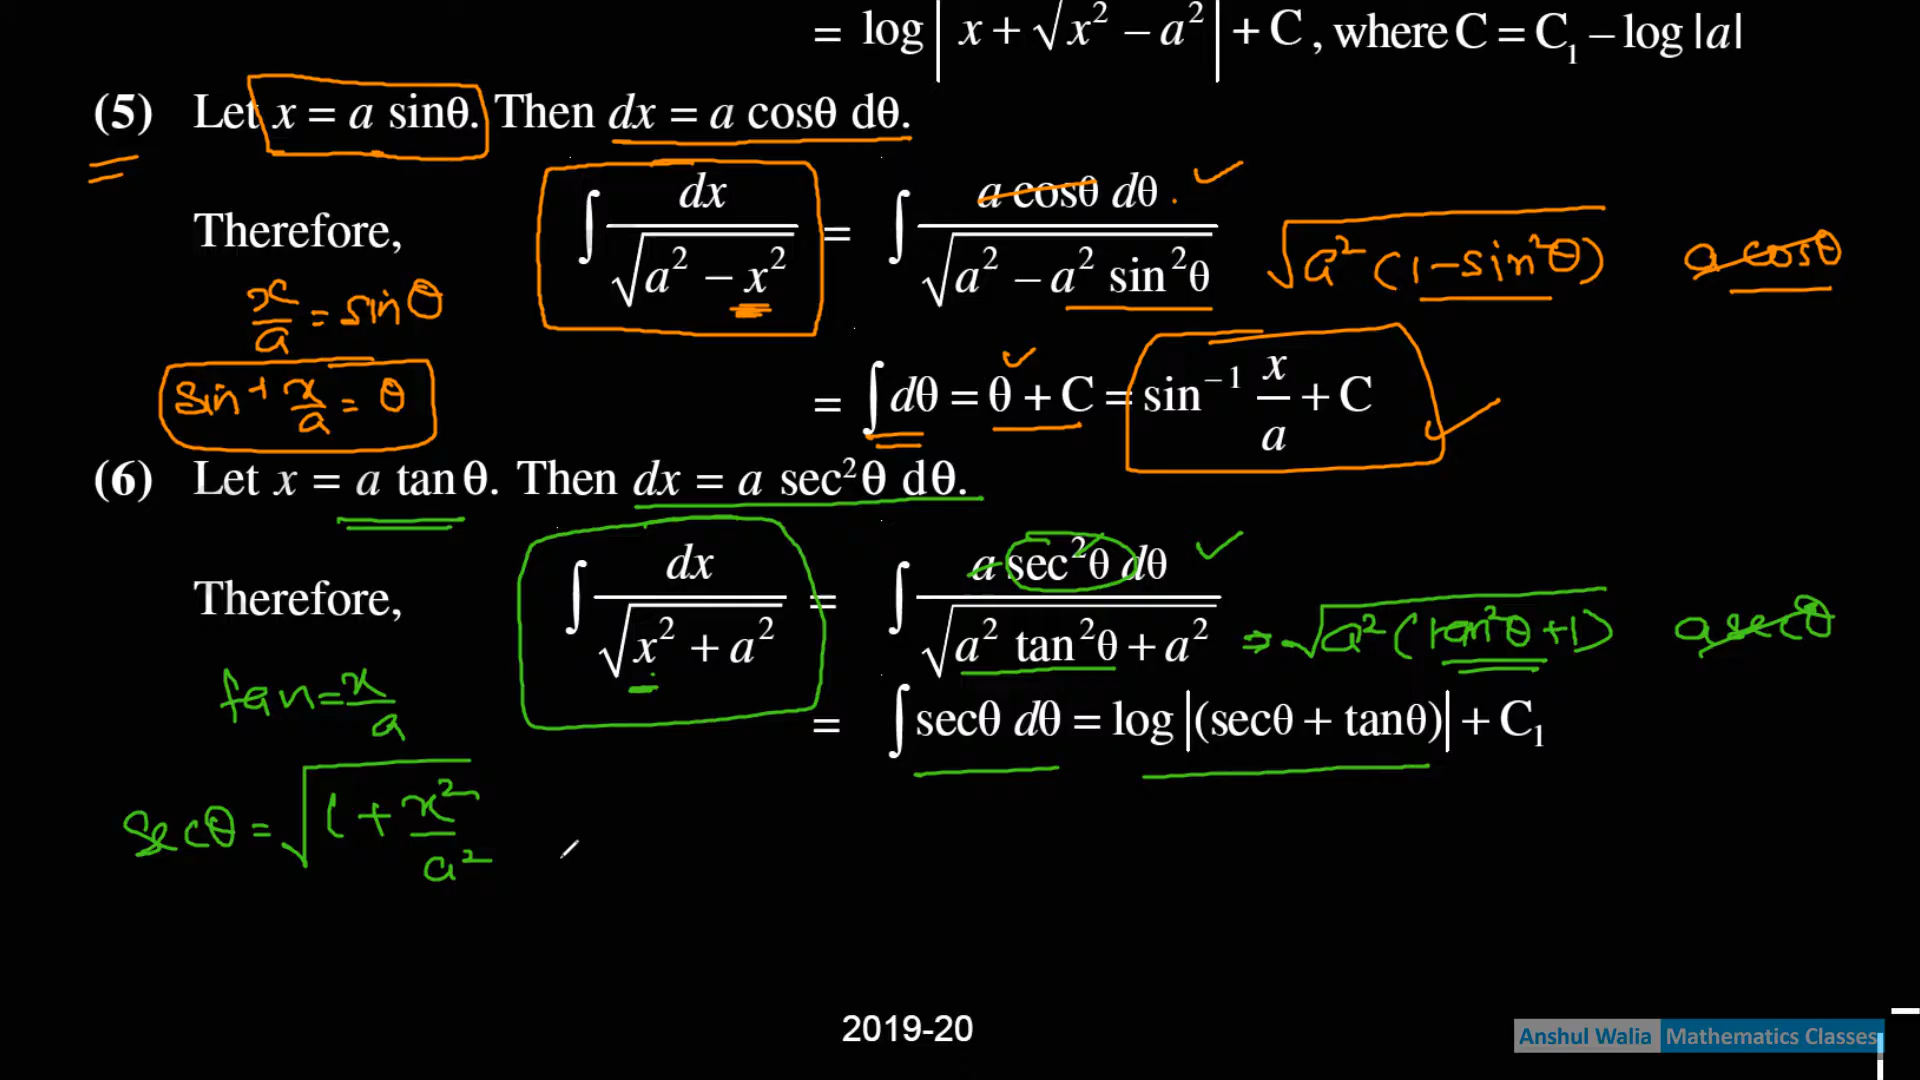 = log | x + √x² – a² | + C , where C = C₁ – log |a|
(5) Let x = a sinθ. Then dx = a cosθ dθ.
Therefore, ∫ dx / √a² – x² = ∫ a cosθ dθ / √a² – a² sin²θ √a² (1 – sin²θ) a cosθ
x/a = sin θ
sin⁻¹ x/a = θ
= ∫ dθ = θ + C = sin⁻¹ x/a + C
(6) Let x = a tanθ. Then dx = a sec²θ dθ.
Therefore, ∫ dx / √x² + a² = ∫ a sec²θ dθ / √a² tan²θ + a² ⇒ √a² (tan²θ + 1) a secθ
tan = x/a
= ∫ secθ dθ = log |(secθ + tanθ)| + C₁
secθ = √1 + x²/a²
2019-20
Anshul Walia Mathematics Classes